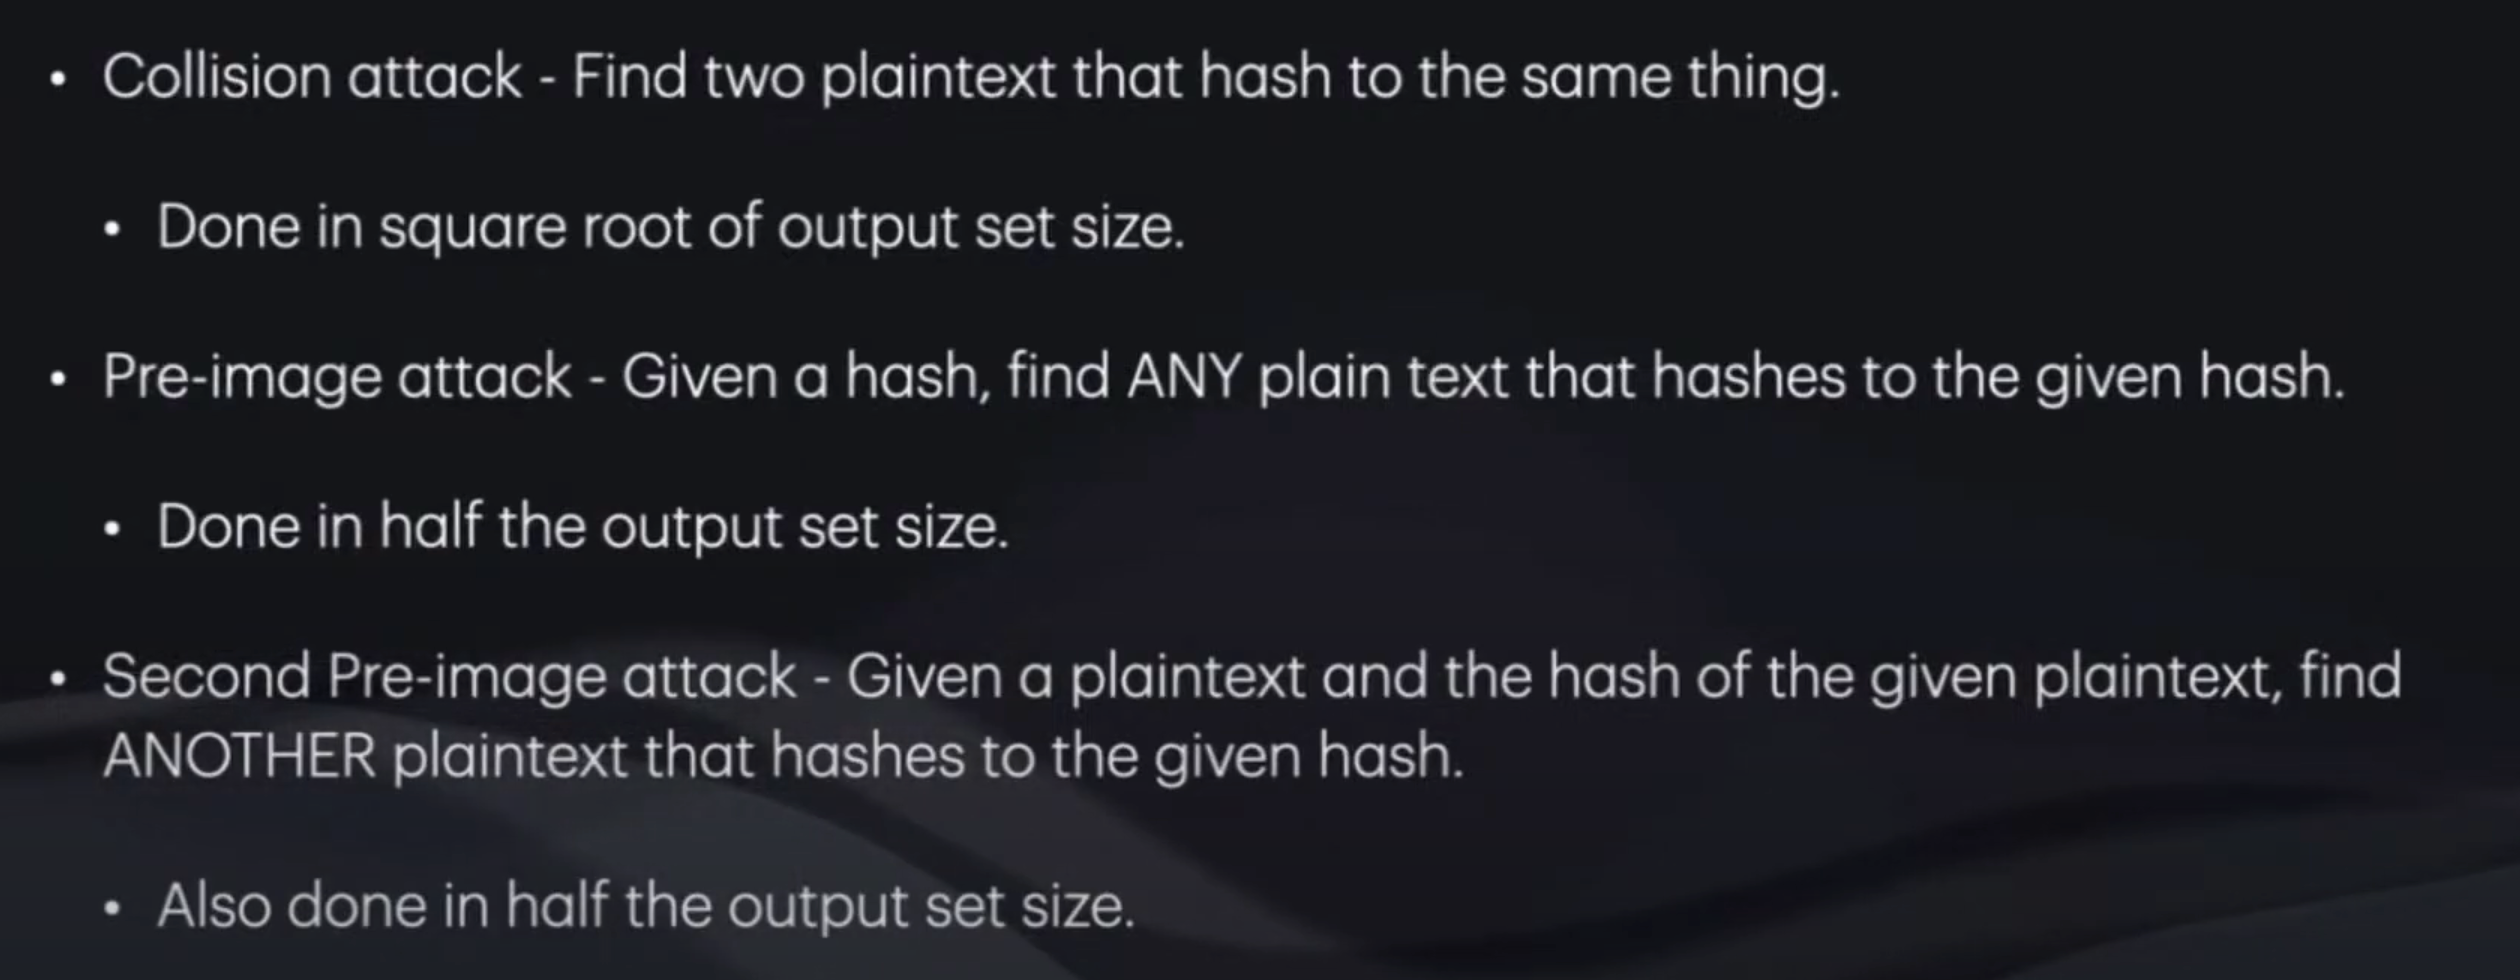 • Collision attack - Find two plaintext that hash to the same thing.
• Done in square root of output set size.
• Pre-image attack - Given a hash, find ANY plain text that hashes to the given hash.
• Done in half the output set size.
• Second Pre-image attack - Given a plaintext and the hash of the given plaintext, find
ANOTHER plaintext that hashes to the given hash.
• Also done in half the output set size.